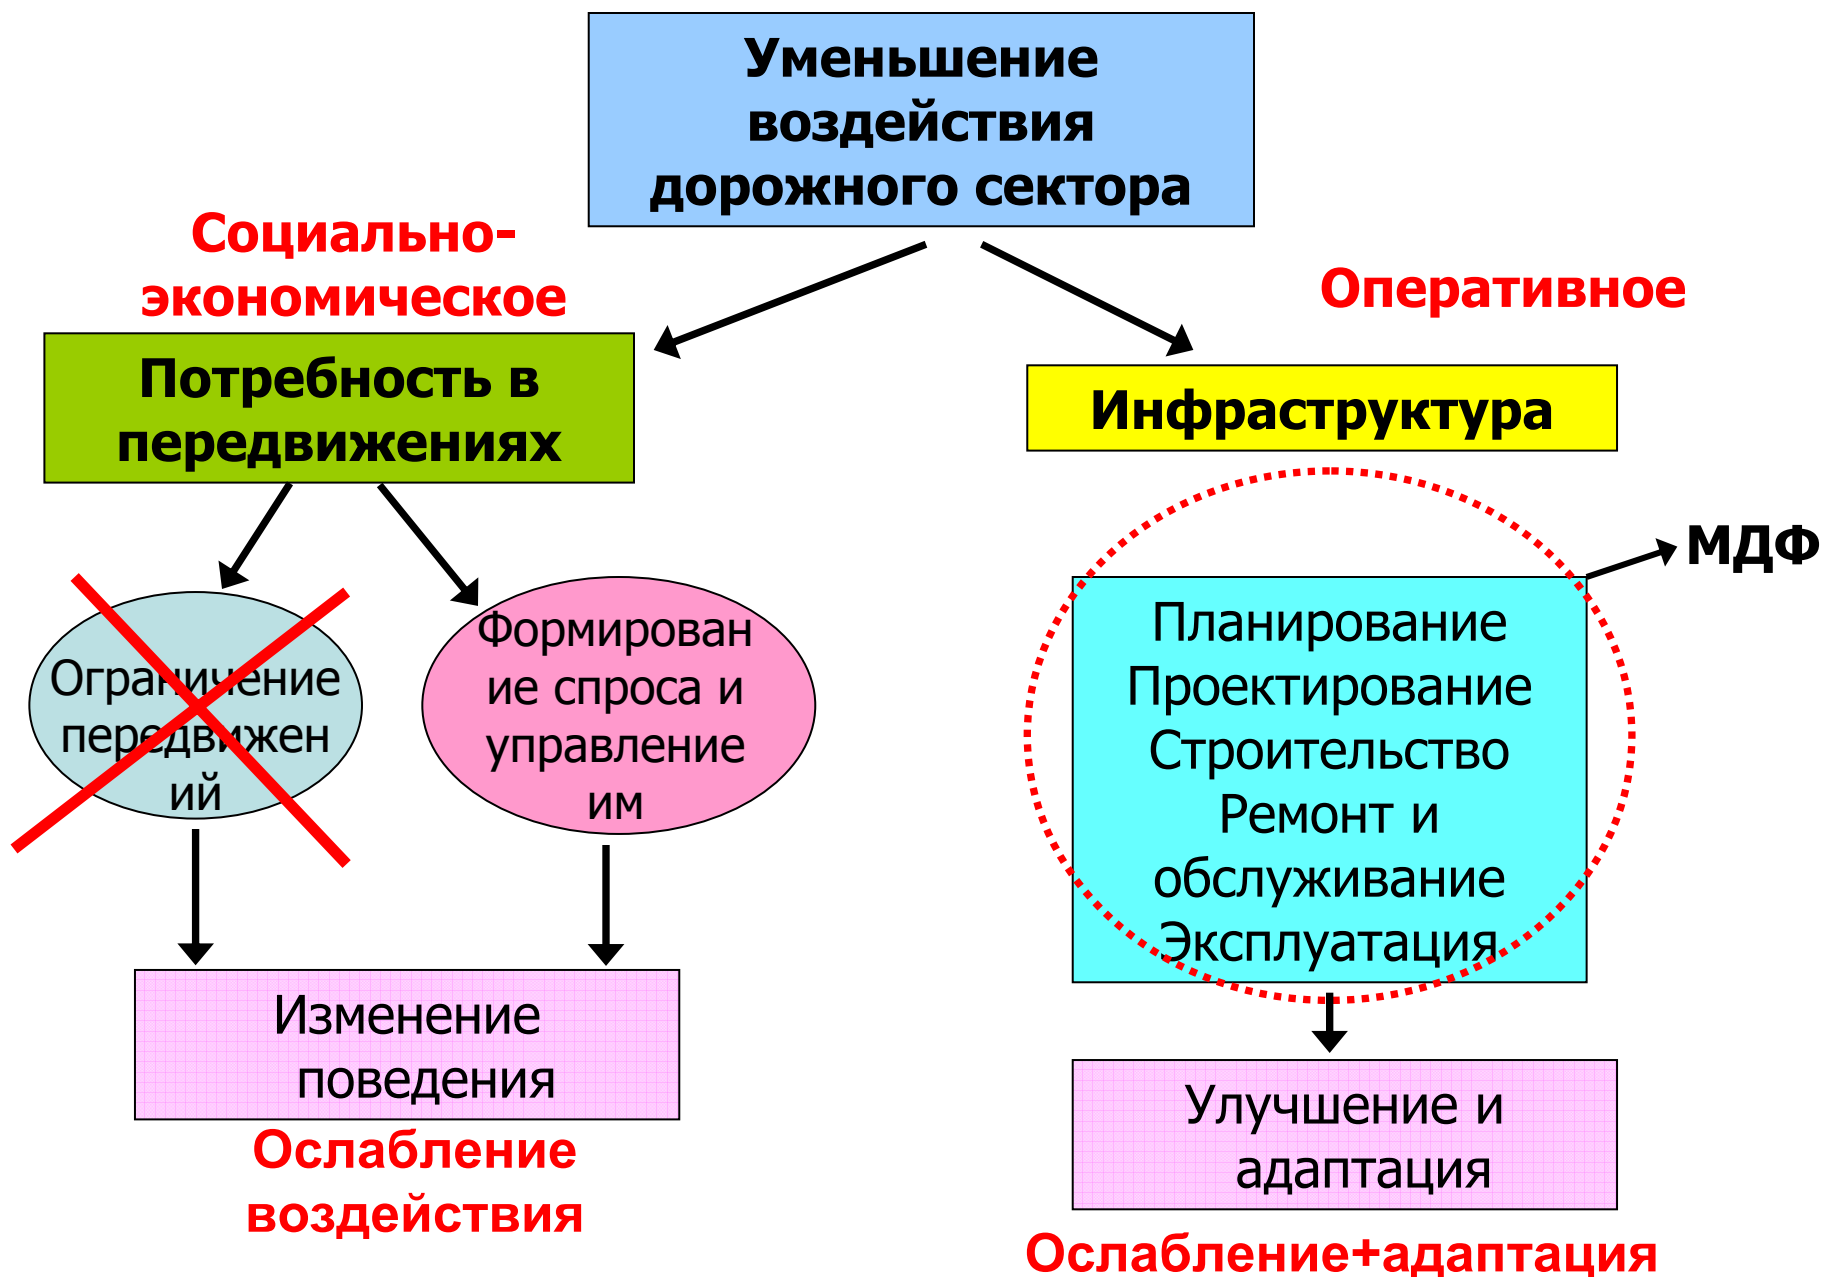 Уменьшение
воздействия
дорожного сектора
Социально-
экономическое
Оперативное
Потребность в
передвижениях
Инфраструктура
МДФ
Ограничение
передвижен
ий
Формирован
ие спроса и
управление
им
Планирование
Проектирование
Строительство
Ремонт и
обслуживание
Эксплуатация
Изменение
поведения
Ослабление
воздействия
Улучшение и
адаптация
Ослабление+адаптация